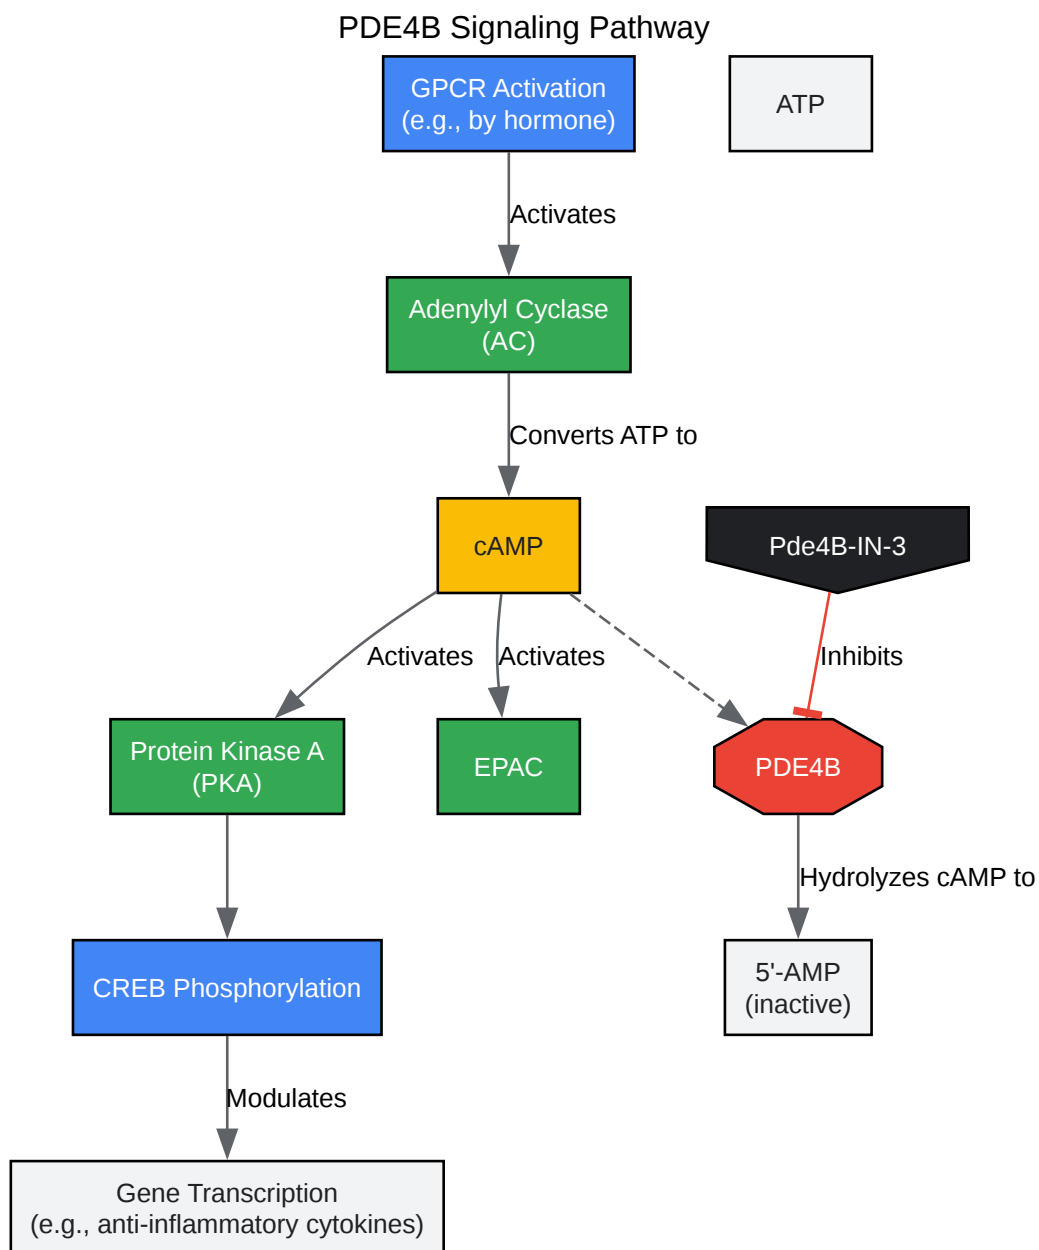 PDE4B Signaling Pathway
GPCR Activation
(e.g., by hormone)
ATP
Activates
Adenylyl Cyclase
(AC)
Converts ATP to
cAMP
Pde4B-IN-3
Activates
Activates
Inhibits
Protein Kinase A
(PKA)
EPAC
PDE4B
Hydrolyzes cAMP to
CREB Phosphorylation
5'-AMP
(inactive)
Modulates
Gene Transcription
(e.g., anti-inflammatory cytokines)